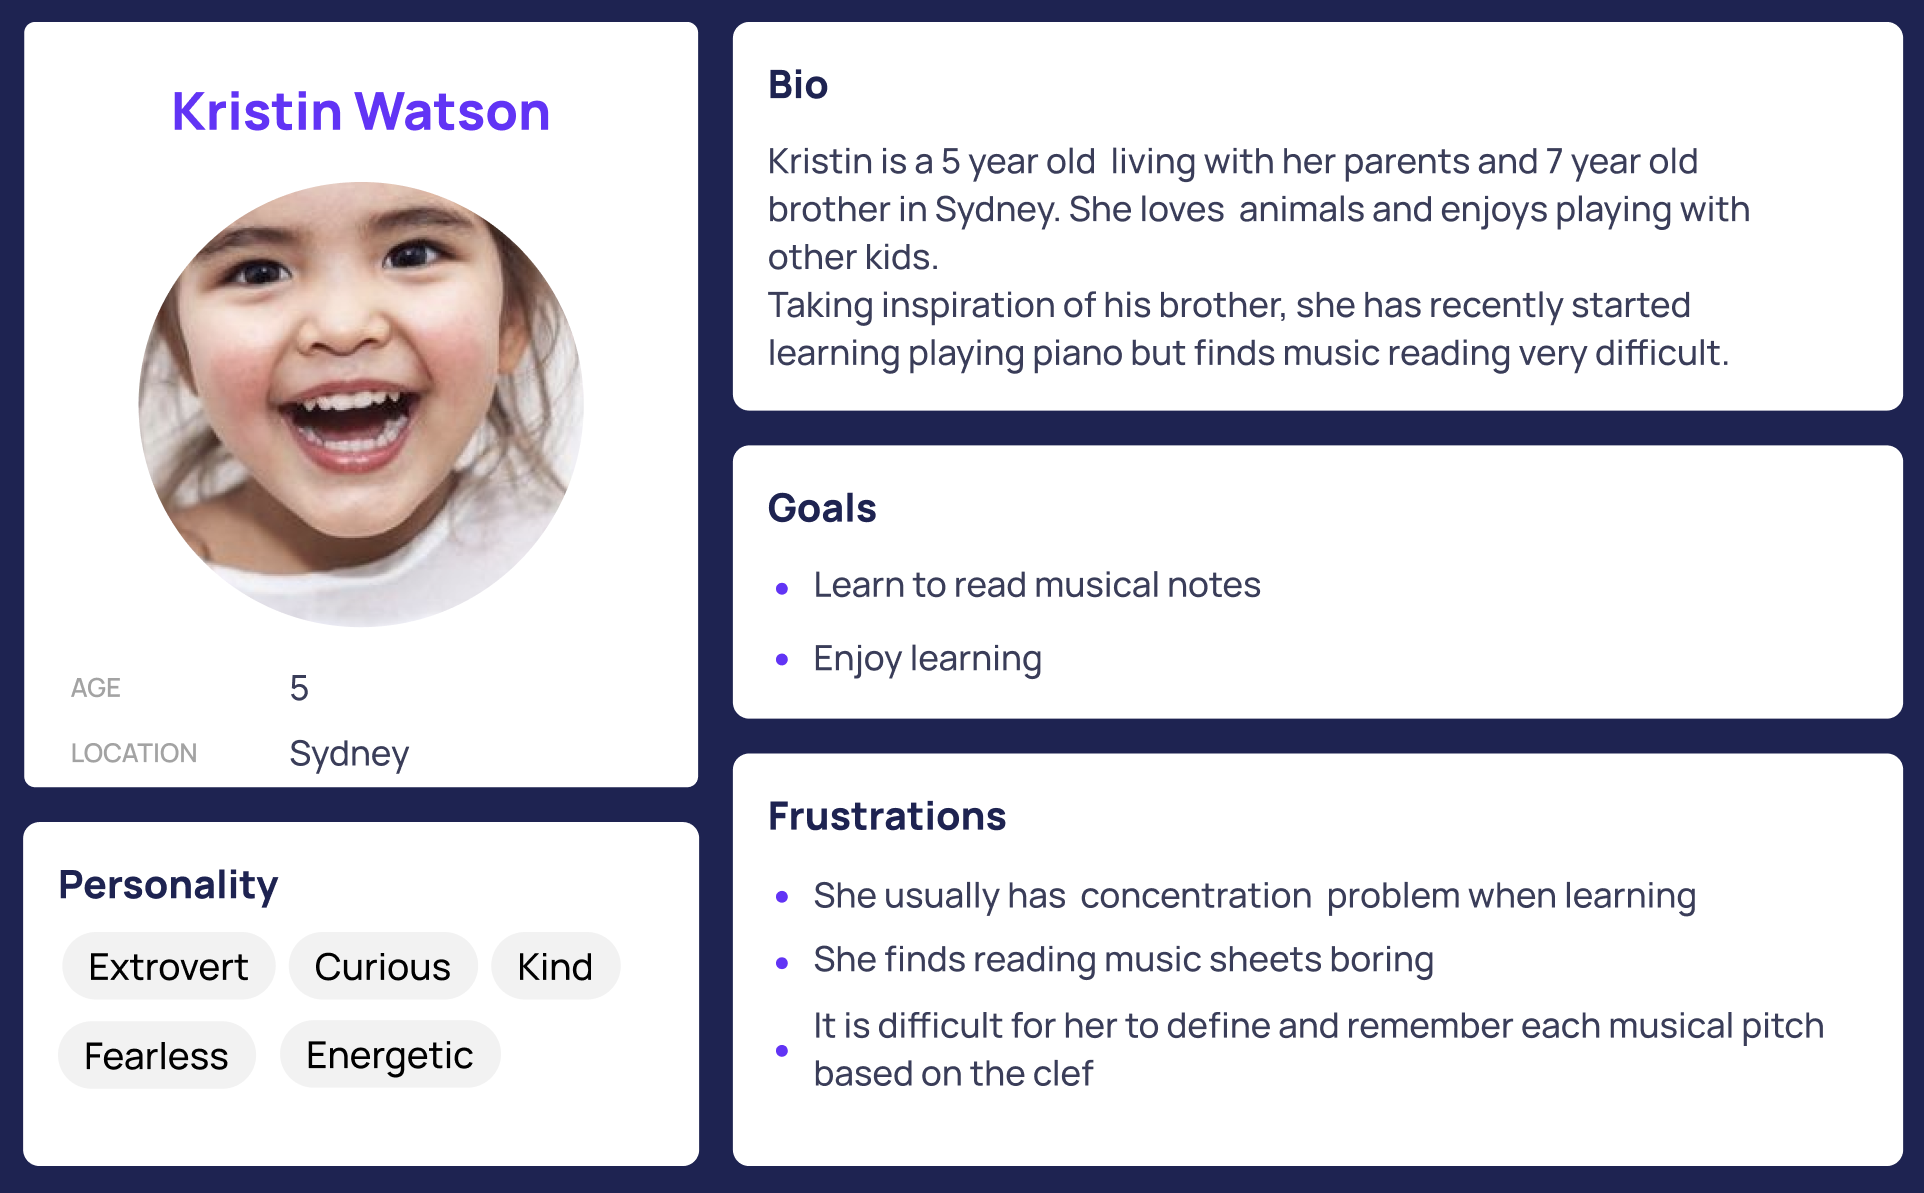 Kristin Watson
AGE 5
LOCATION Sydney
Personality
Extrovert Curious Kind
Fearless Energetic
Bio
Kristin is a 5 year old living with her parents and 7 year old
brother in Sydney. She loves animals and enjoys playing with
other kids.
Taking inspiration of his brother, she has recently started
learning playing piano but finds music reading very difficult.
Goals
Learn to read musical notes
Enjoy learning
Frustrations
She usually has concentration problem when learning
She finds reading music sheets boring
It is difficult for her to define and remember each musical pitch
based on the clef